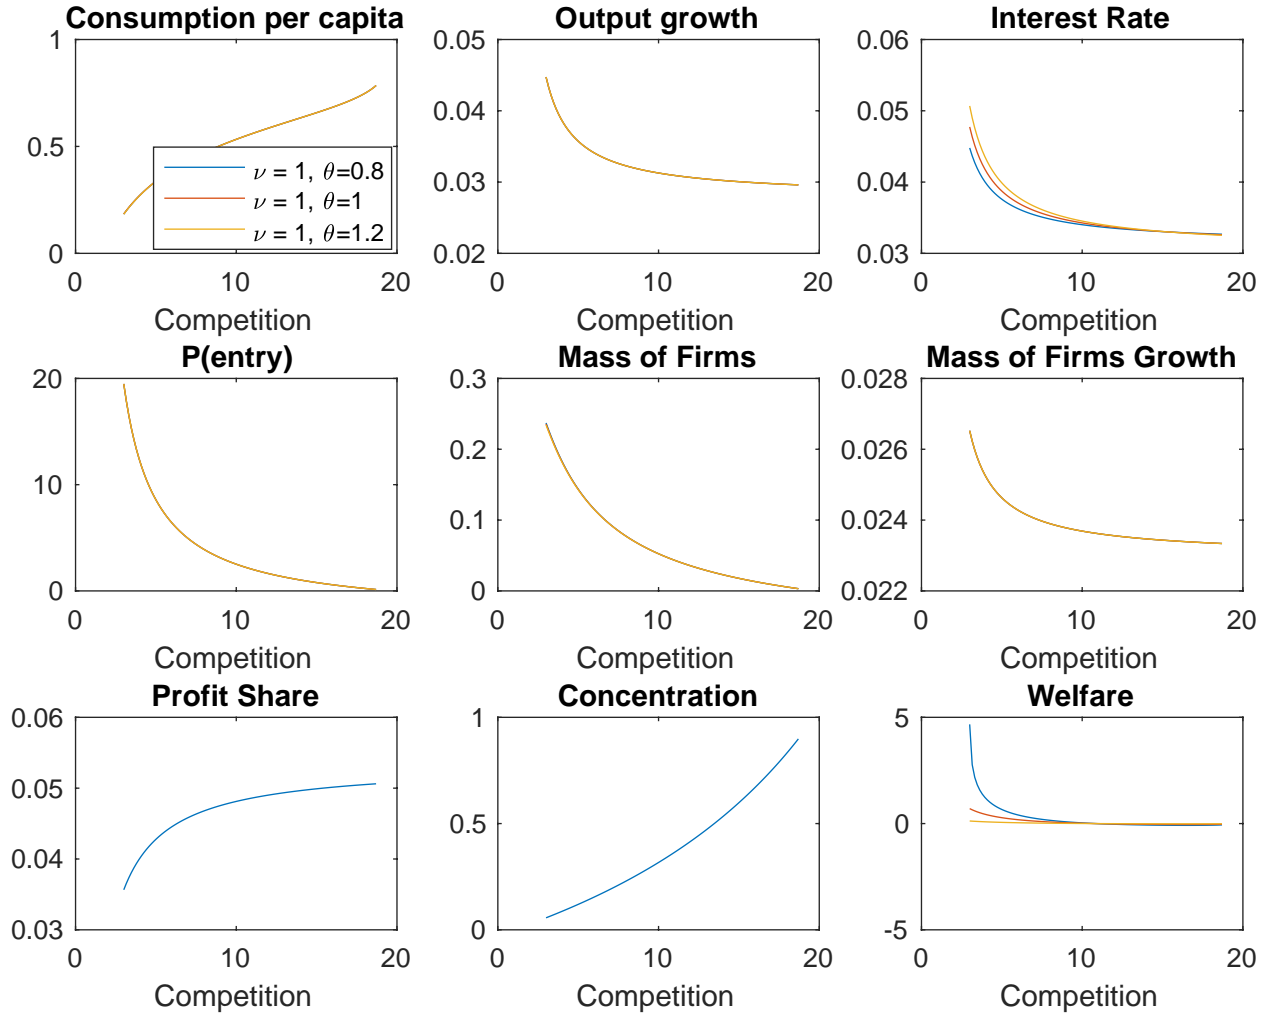 Consumption per capita
1
0.5
0
0
10
20
Competition
ν = 1, θ=0.8
ν = 1, θ=1
ν = 1, θ=1.2
Output growth
0.05
0.04
0.03
0.02
0
10
20
Competition
Interest Rate
0.06
0.05
0.04
0.03
0
10
20
Competition
P(entry)
20
10
0
0
10
20
Competition
Mass of Firms
0.3
0.2
0.1
0
0
10
20
Competition
Mass of Firms Growth
0.028
0.026
0.024
0.022
0
10
20
Competition
Profit Share
0.06
0.05
0.04
0.03
0
10
20
Competition
Concentration
1
0.5
0
0
10
20
Competition
Welfare
5
0
-5
0
10
20
Competition